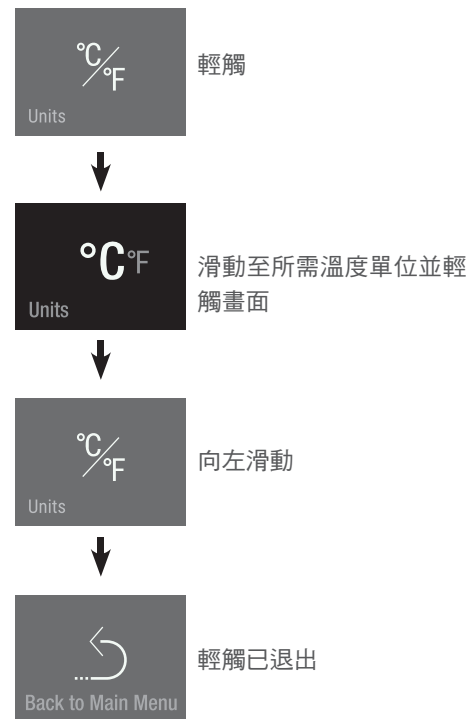 °C/°F
輕觸
Units
°C°F
滑動至所需溫度單位並輕
觸畫面
Units
°C/°F
向左滑動
Units
輕觸已退出
Back to Main Menu